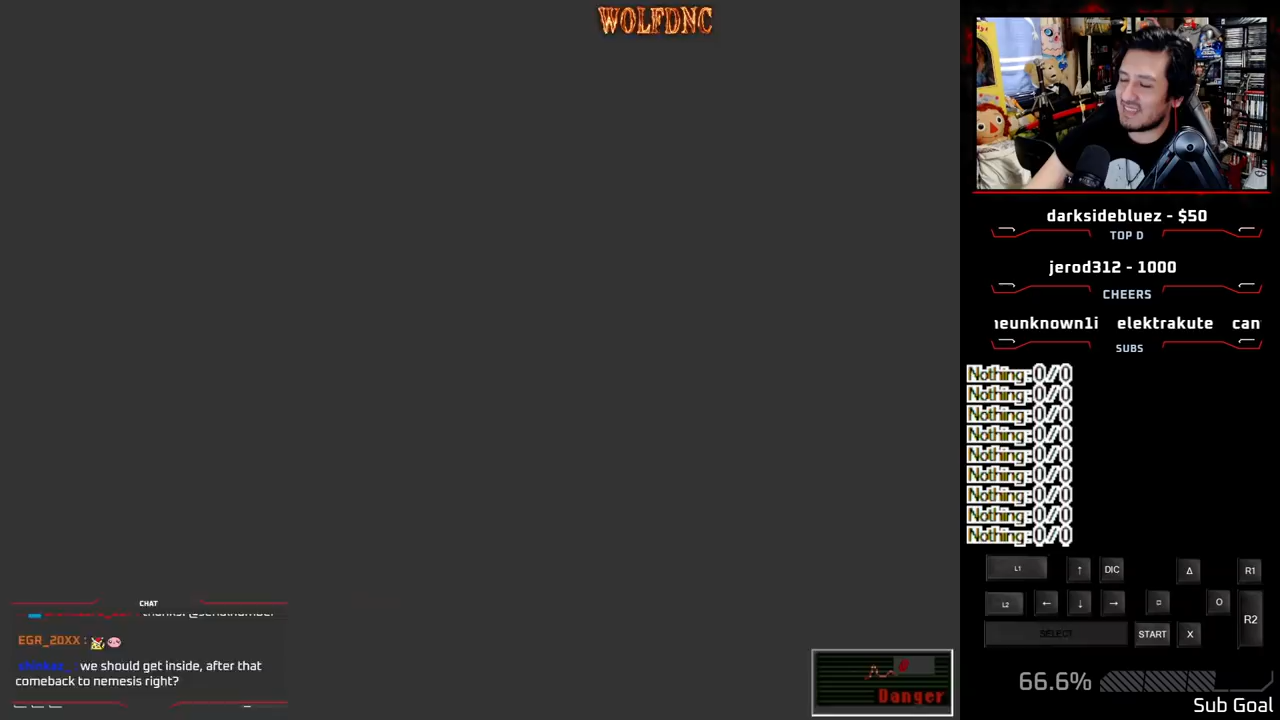 WOLFDNC
darksidebluez - $50
TOP D
jerod312 - 1000
CHEERS
neunknown1i elektrakute can
SUBS
Nothing:0/0
Nothing:0/0
Nothing:0/0
Nothing:0/0
Nothing:0/0
Nothing:0/0
Nothing:0/0
Nothing:0/0
Nothing:0/0
L1 ↑ DIC Δ R1
L2 ← ↓ → □ O R2
SELECT START X
66.6%
Sub Goal
CHAT
EGR_20XX :
we should get inside, after that
comeback to nemesis right?
Danger